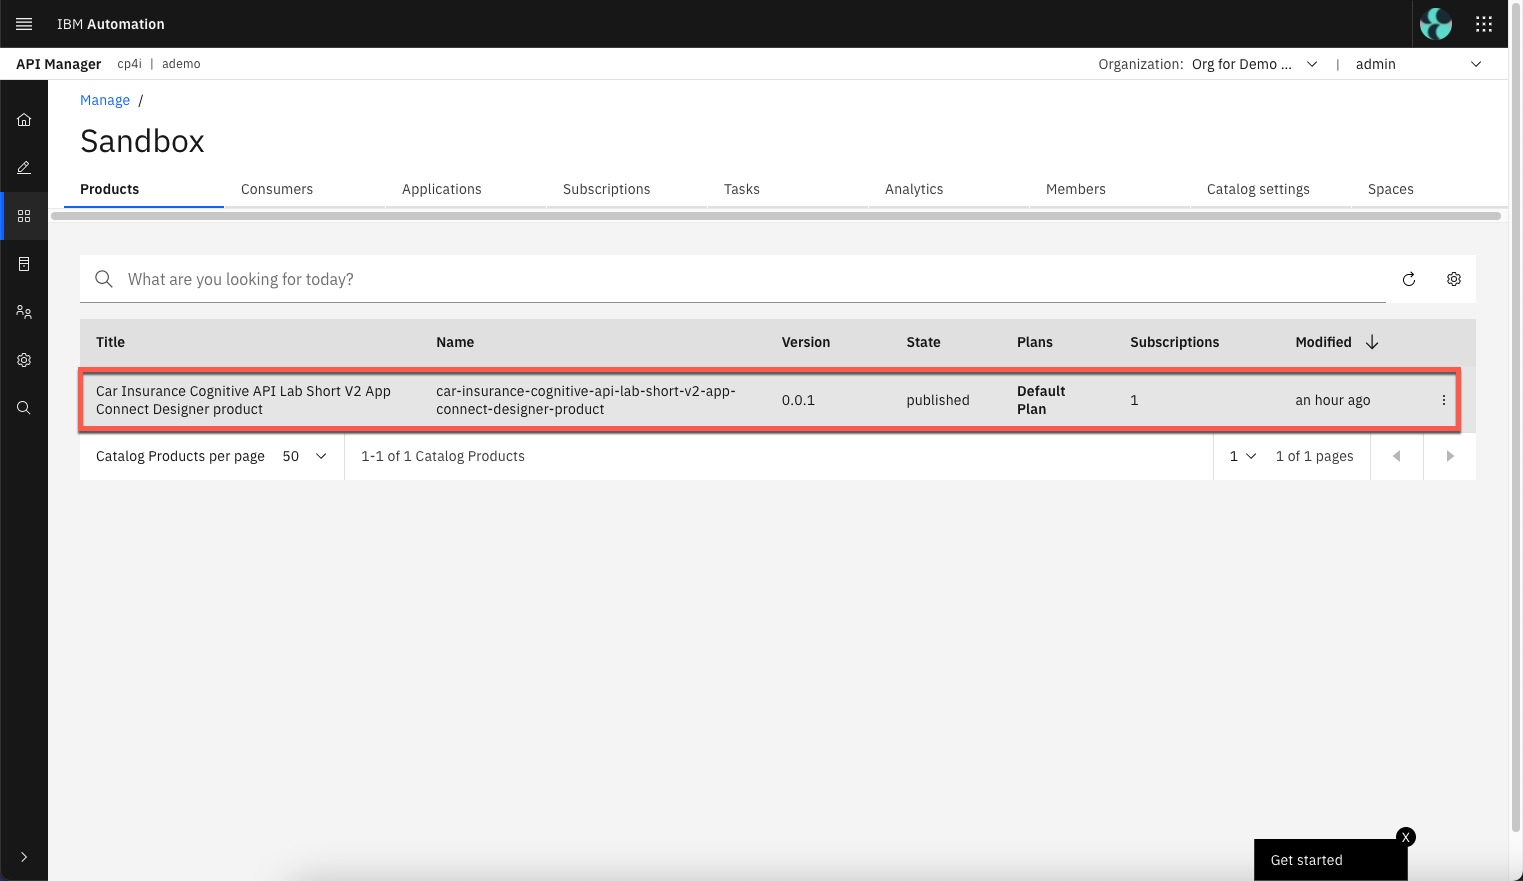 IBM Automation
API Manager cp4i | ademo Organization: Org for Demo ... | admin
Manage /
Sandbox
Products Consumers Applications Subscriptions Tasks Analytics Members Catalog settings Spaces
What are you looking for today?
Title Name Version State Plans Subscriptions Modified
Car Insurance Cognitive API Lab Short V2 App car-insurance-cognitive-api-lab-short-v2-app- Default
Connect Designer product connect-designer-product 0.0.1 published Plan 1 an hour ago
Catalog Products per page 50 1-1 of 1 Catalog Products 1 1 of 1 pages
X
Get started